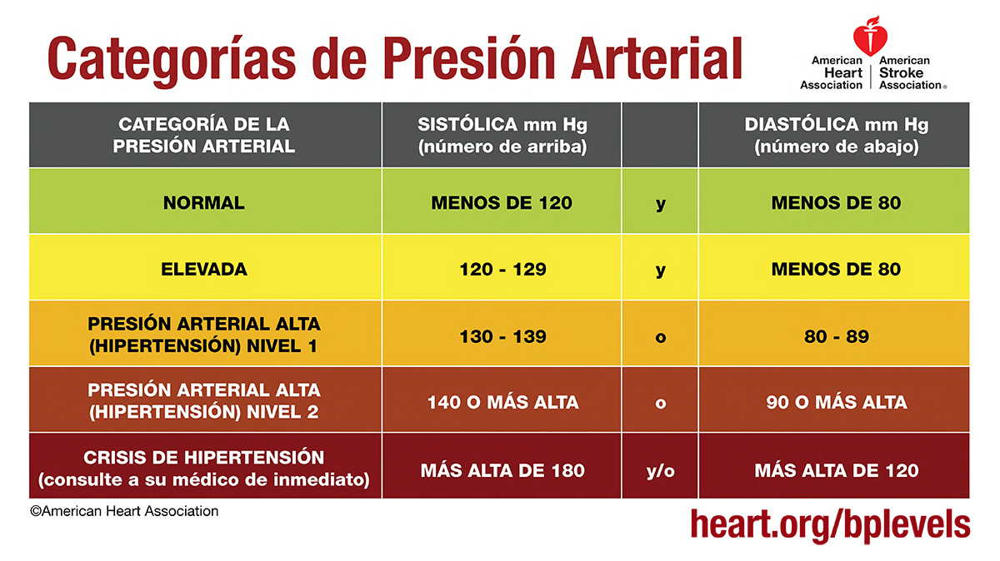 Categorías de Presión Arterial
American
Heart
Association
American
Stroke
Association®
CATEGORÍA DE LA
PRESIÓN ARTERIAL
SISTÓLICA mm Hg
(número de arriba)
DIASTÓLICA mm Hg
(número de abajo)
NORMAL
MENOS DE 120
y
MENOS DE 80
ELEVADA
120 - 129
y
MENOS DE 80
PRESIÓN ARTERIAL ALTA
(HIPERTENSIÓN) NIVEL 1
130 - 139
o
80 - 89
PRESIÓN ARTERIAL ALTA
(HIPERTENSIÓN) NIVEL 2
140 O MÁS ALTA
o
90 O MÁS ALTA
CRISIS DE HIPERTENSIÓN
(consulte a su médico de inmediato)
MÁS ALTA DE 180
y/o
MÁS ALTA DE 120
©American Heart Association
heart.org/bplevels